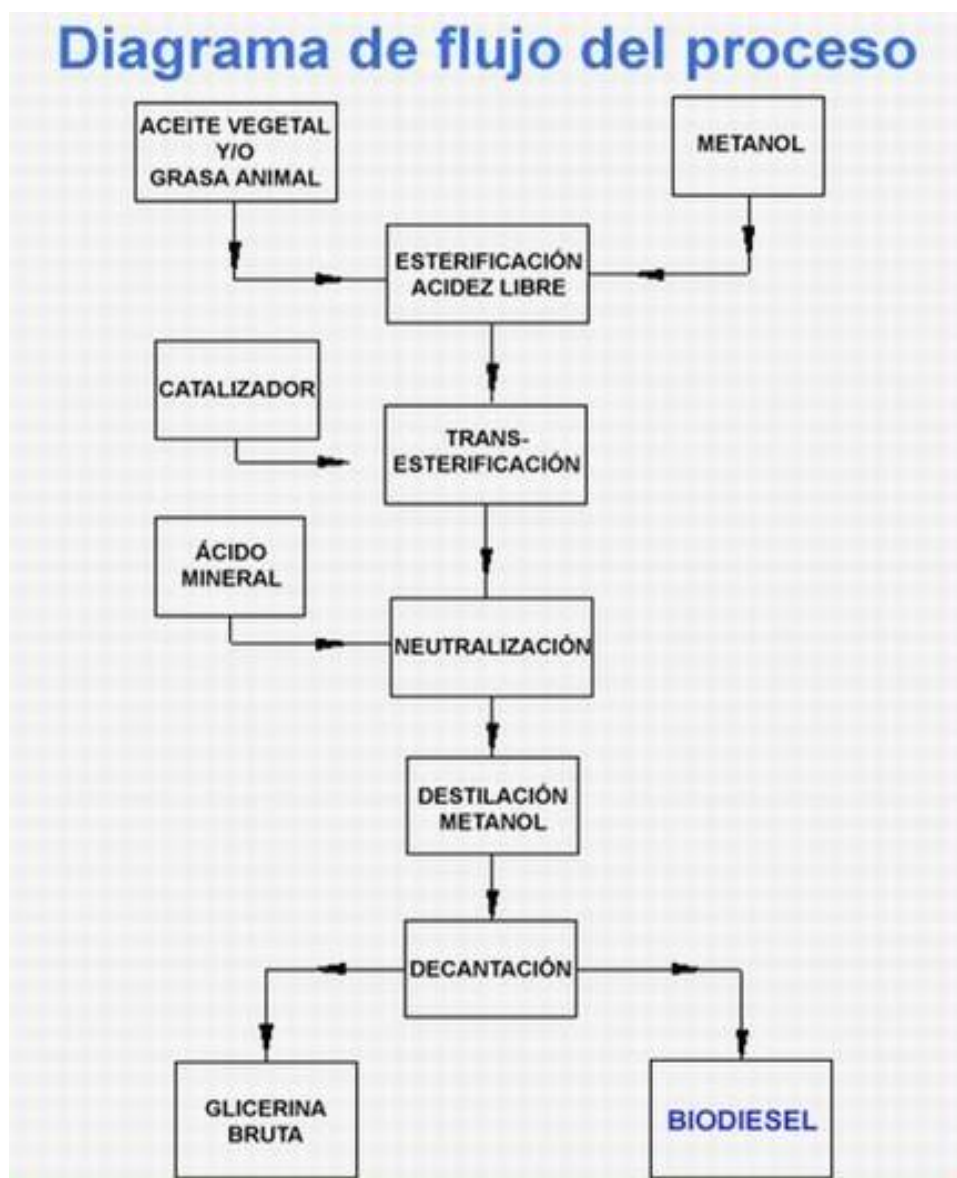 Diagrama de flujo del proceso
ACEITE VEGETAL
Y/O
GRASA ANIMAL
METANOL
ESTERIFICACIÓN
ACIDEZ LIBRE
CATALIZADOR
TRANS-
ESTERIFICACIÓN
ÁCIDO
MINERAL
NEUTRALIZACIÓN
DESTILACIÓN
METANOL
DECANTACIÓN
GLICERINA
BRUTA
BIODIESEL